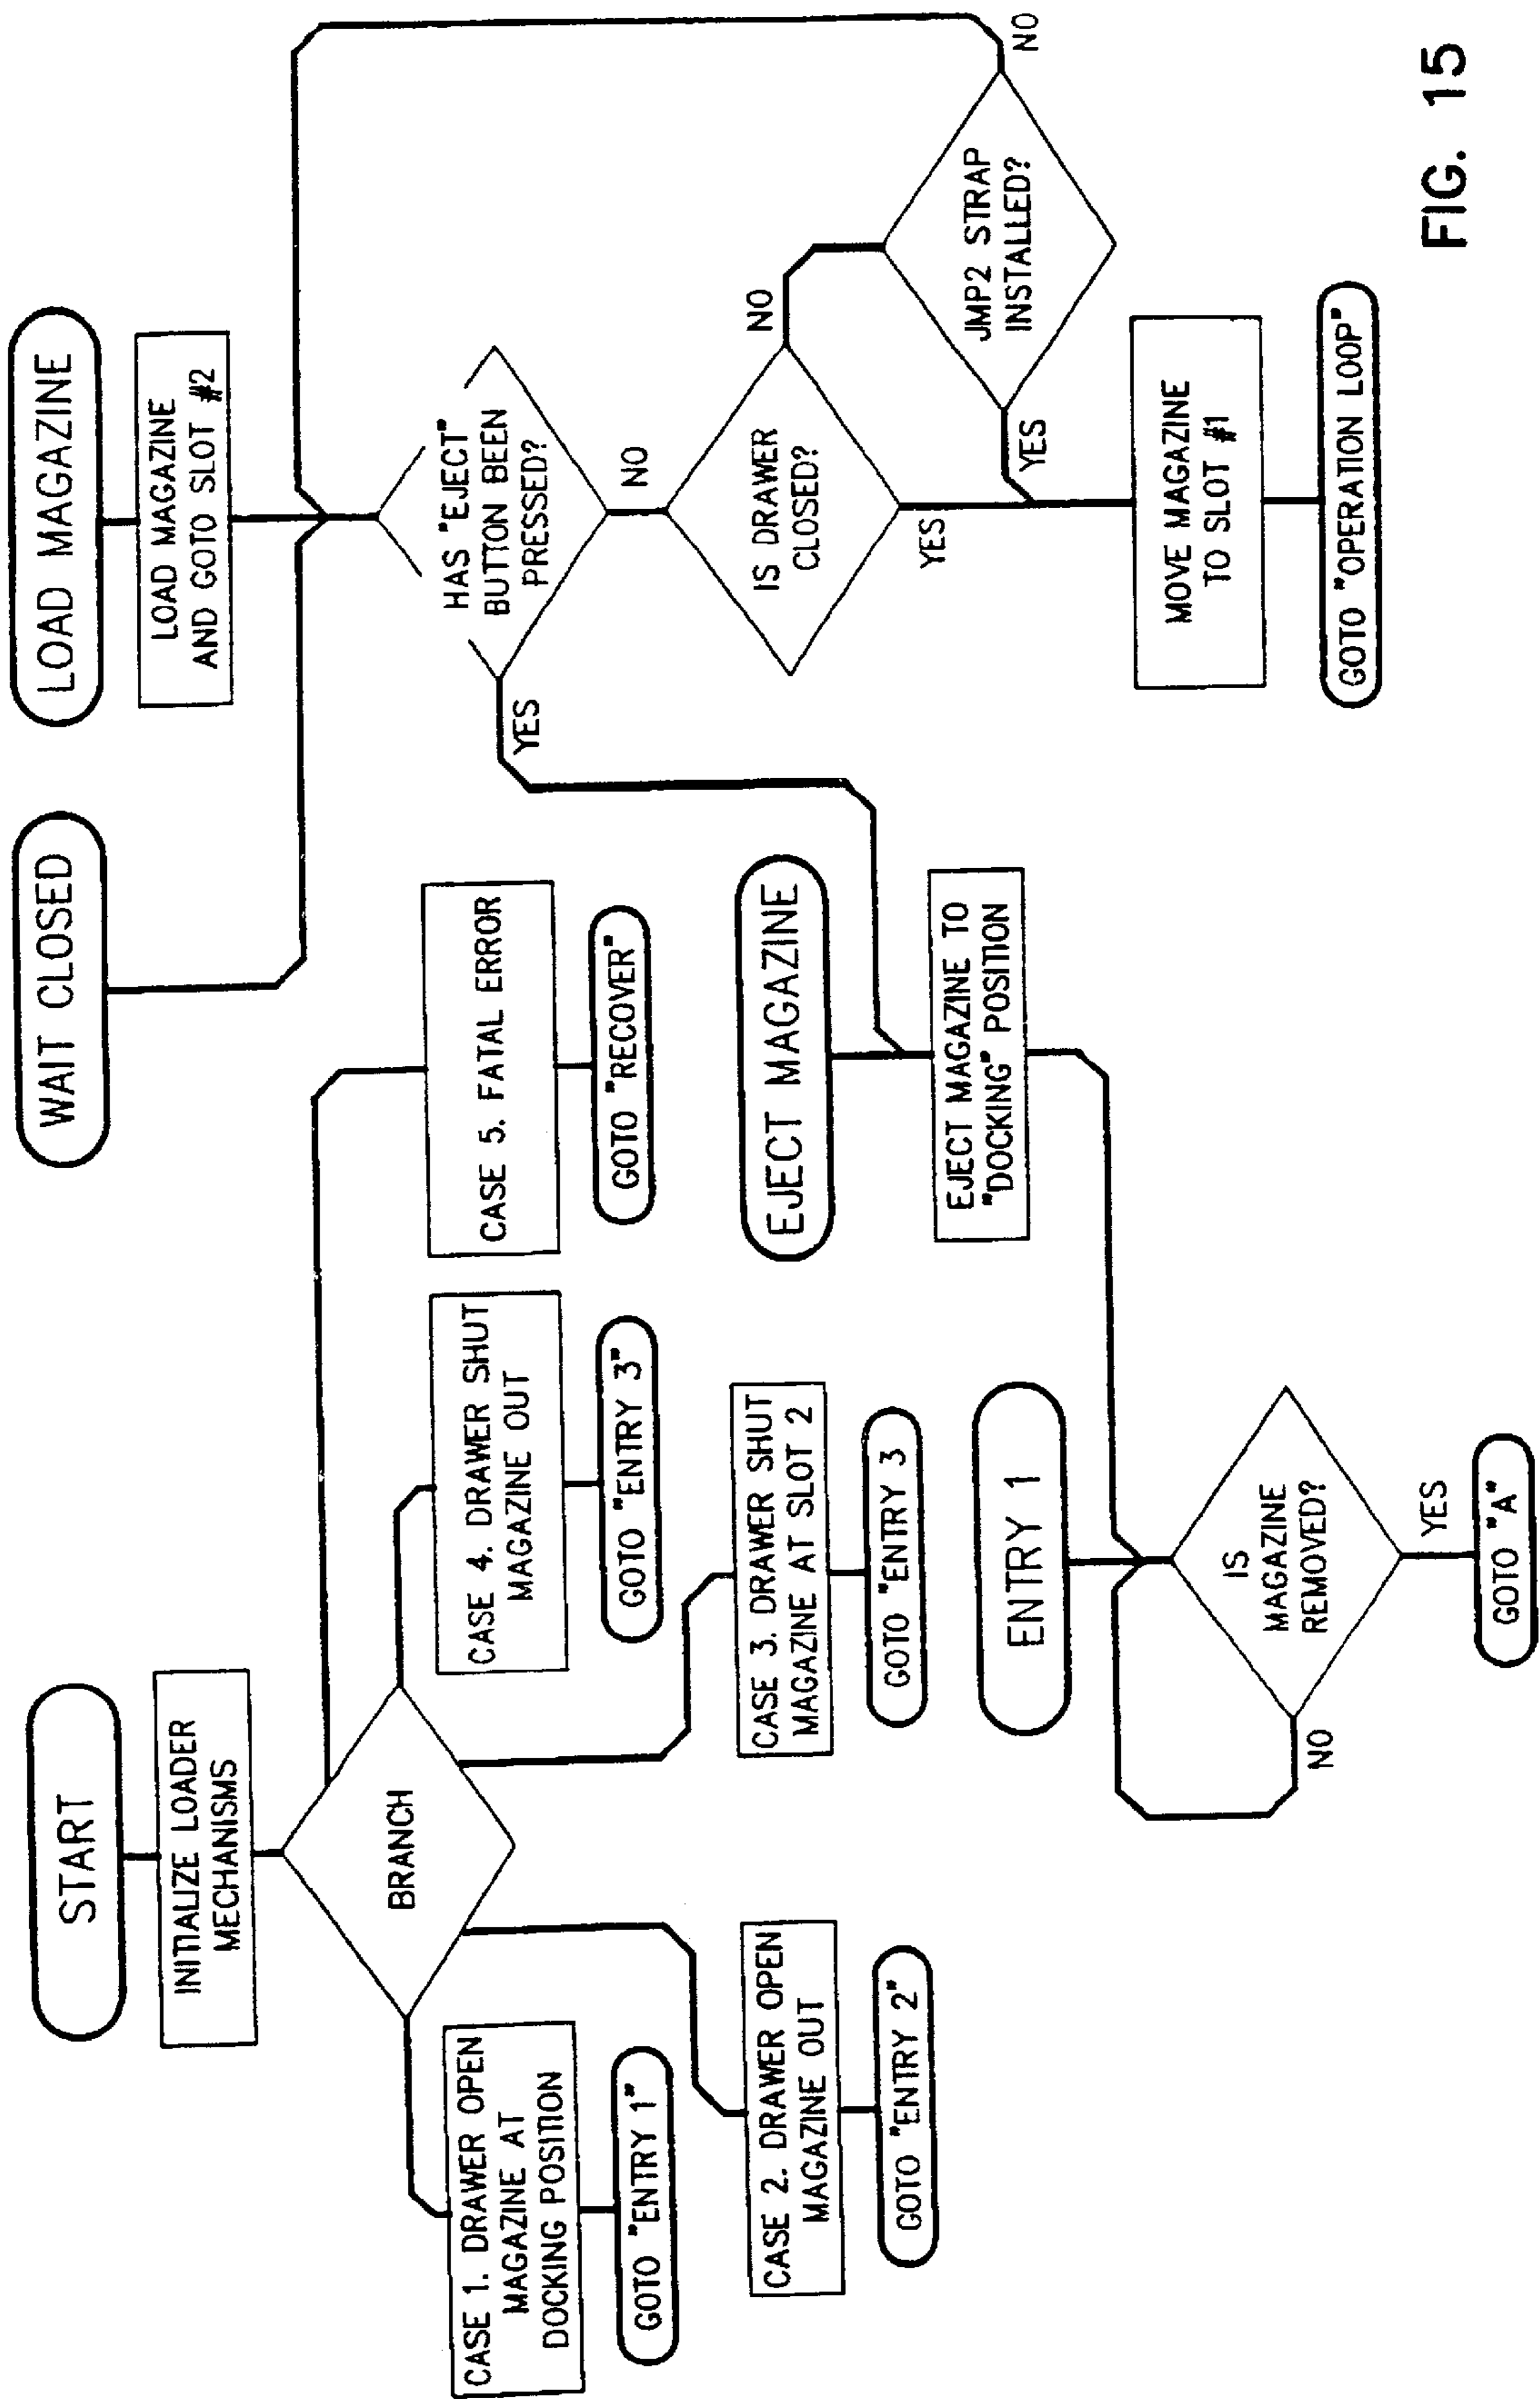 START
INITIALIZE LOADER
MECHANISMS
BRANCH
CASE 1. DRAWER OPEN
MAGAZINE AT
DOCKING POSITION
GOTO "ENTRY 1"
CASE 2. DRAWER OPEN
MAGAZINE OUT
GOTO "ENTRY 2"
CASE 3. DRAWER SHUT
MAGAZINE AT SLOT 2
GOTO "ENTRY 3
CASE 4. DRAWER SHUT
MAGAZINE OUT
GOTO "ENTRY 3"
CASE 5. FATAL ERROR
GOTO "RECOVER"
ENTRY 1
IS
MAGAZINE
REMOVED?
NO
YES
GOTO "A"
EJECT MAGAZINE
EJECT MAGAZINE TO
"DOCKING" POSITION
WAIT CLOSED
LOAD MAGAZINE
LOAD MAGAZINE
AND GOTO SLOT #2
HAS "EJECT"
BUTTON BEEN
PRESSED?
YES
NO
IS DRAWER
CLOSED?
NO
YES
JMP2 STRAP
INSTALLED?
NO
YES
MOVE MAGAZINE
TO SLOT #1
GOTO "OPERATION LOOP"
FIG. 15